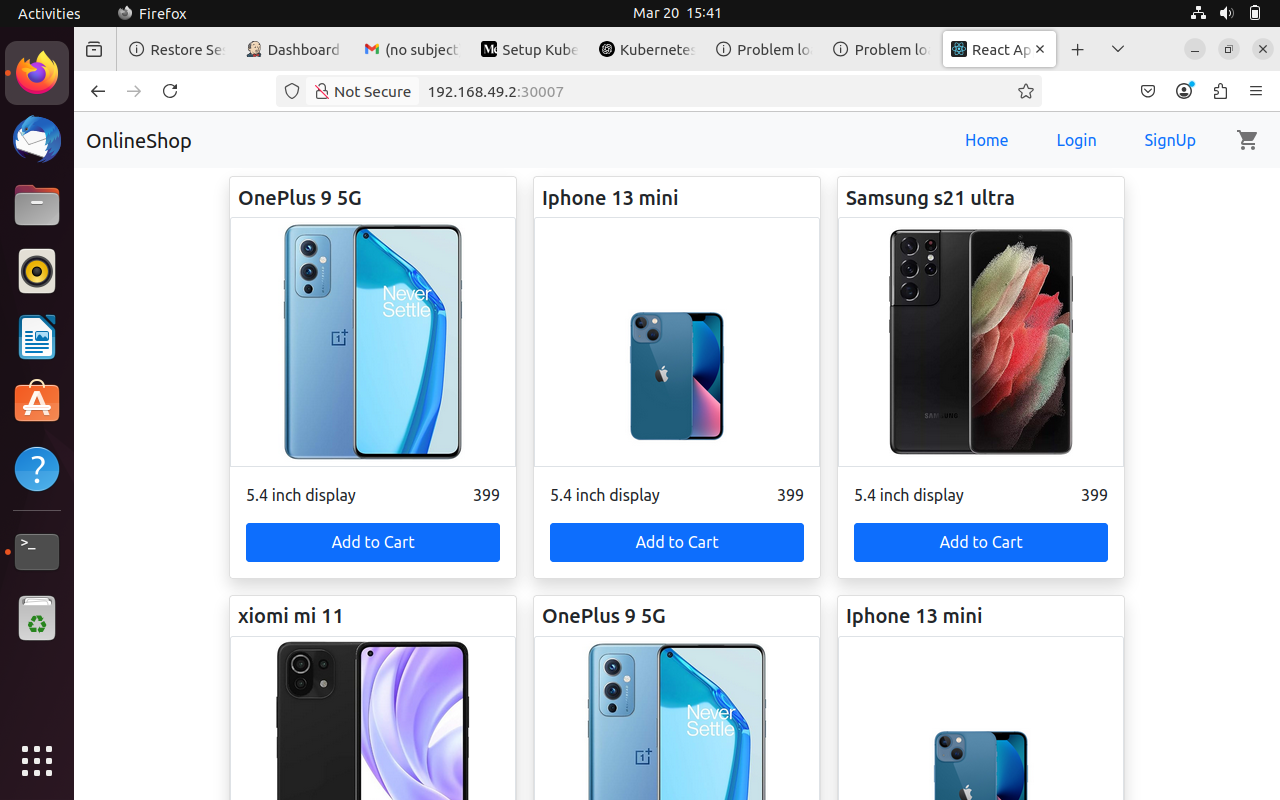 Activities Firefox Mar 20 15:41
Restore Se Dashboard (no subject Setup Kube Kubernetes Problem lo Problem lo React Ap
Not Secure 192.168.49.2:30007
OnlineShop Home Login SignUp
OnePlus 9 5G Iphone 13 mini Samsung s21 ultra
Never
Settle
SAMSUNG
5.4 inch display 399 5.4 inch display 399 5.4 inch display 399
Add to Cart Add to Cart Add to Cart
xiomi mi 11 OnePlus 9 5G Iphone 13 mini
Never
Settle